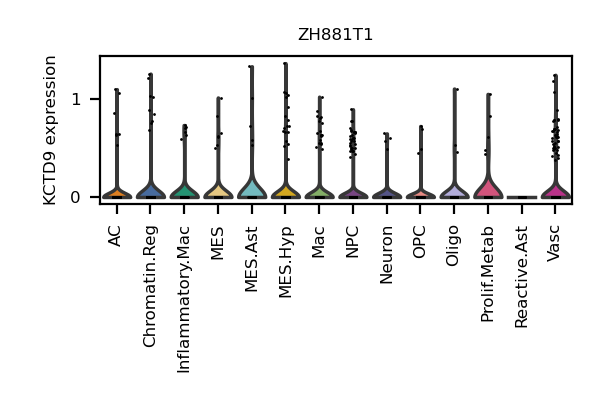 ZH881T1
KCTD9 expression
1
0
AC
Chromatin.Reg
Inflammatory.Mac
MES
MES.Ast
MES.Hyp
Mac
NPC
Neuron
OPC
Oligo
Prolif.Metab
Reactive.Ast
Vasc